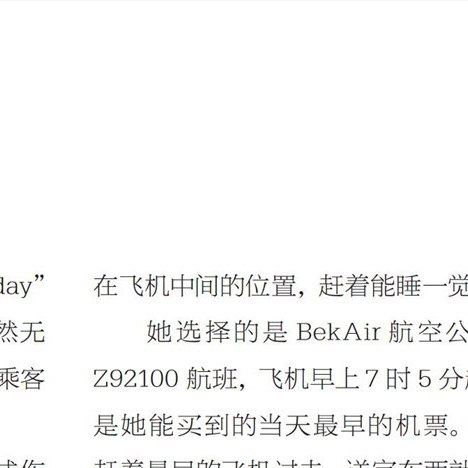 day”
然无
乘客
在飞机中间的位置，赶着能睡一觉
她选择的是 BekAir 航空公
Z92100 航班，飞机早上 7 时 5 分
是她能买到的当天最早的机票。